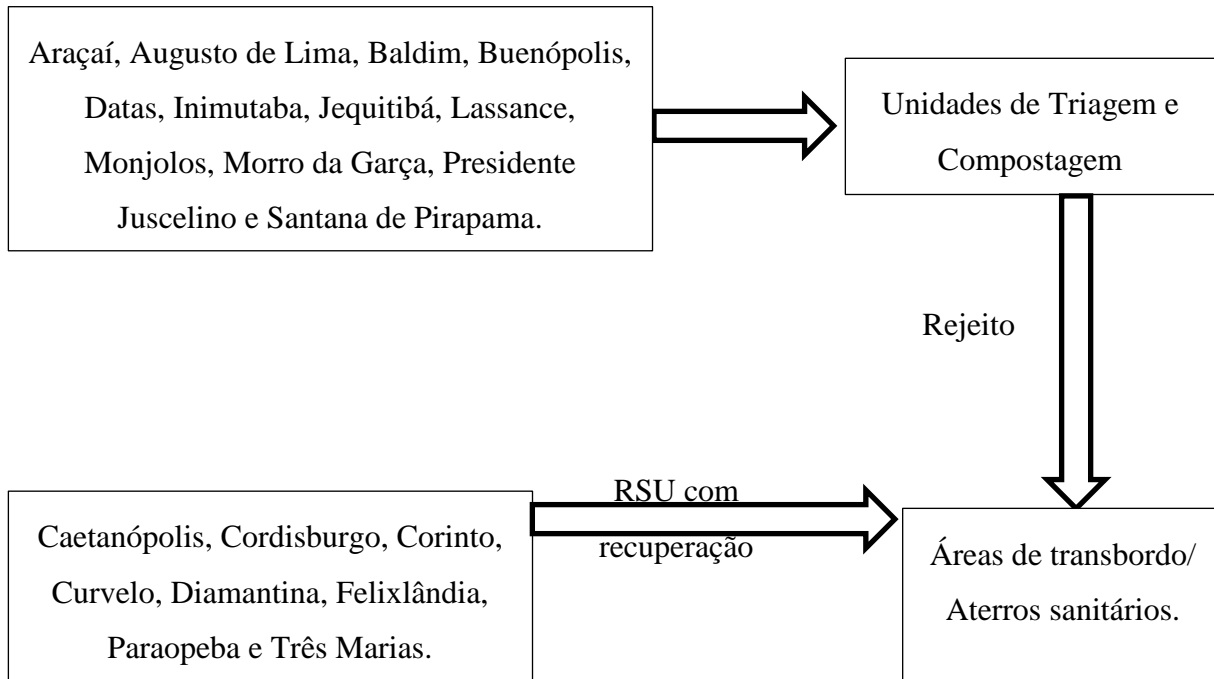 Araçaí, Augusto de Lima, Baldim, Buenópolis,
Datas, Inimutaba, Jequitibá, Lassance,
Monjolos, Morro da Garça, Presidente
Juscelino e Santana de Pirapama.
Unidades de Triagem e
Compostagem
Rejeito
RSU com
recuperação
Caetanópolis, Cordisburgo, Corinto,
Curvelo, Diamantina, Felixlândia,
Paraopeba e Três Marias.
Áreas de transbordo/
Aterros sanitários.